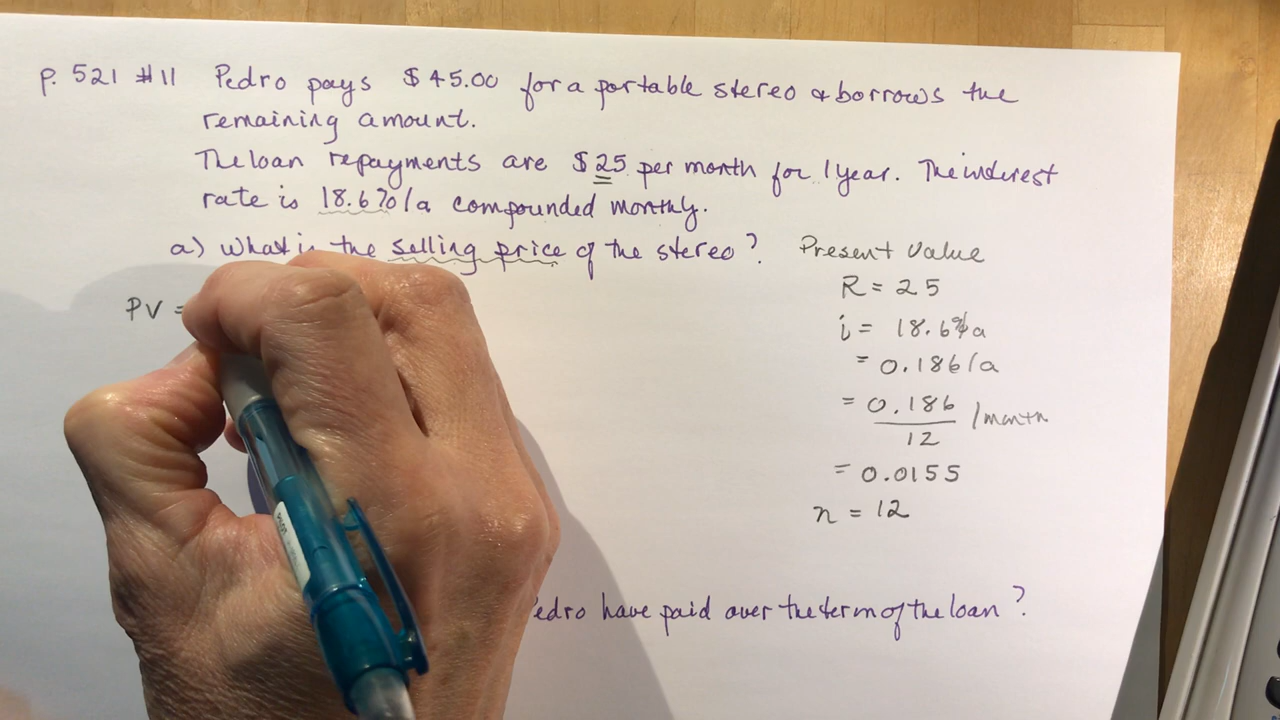 p. 521 #11 Pedro pays $45.00 for a portable stereo & borrows the
remaining amount.
The loan repayments are $25 per month for 1 year. The interest
rate is 18.6%/a compounded monthly.
a) What is the selling price of the stereo?
Present Value
PV =
R = 25
i = 18.6%/a
= 0.186/a
= 0.186/12 /month
= 0.0155
n = 12
Pedro have paid over the term of the loan?